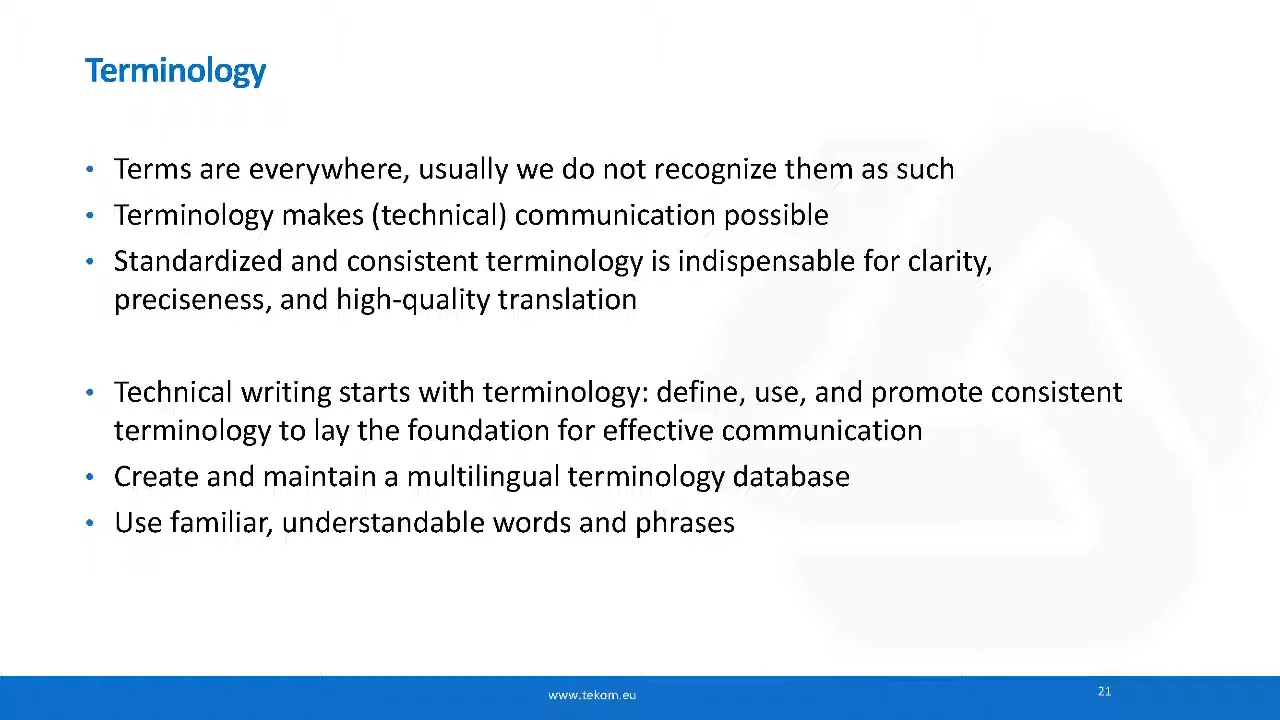 Terminology
• Terms are everywhere, usually we do not recognize them as such
• Terminology makes (technical) communication possible
• Standardized and consistent terminology is indispensable for clarity,
preciseness, and high-quality translation
• Technical writing starts with terminology: define, use, and promote consistent
terminology to lay the foundation for effective communication
• Create and maintain a multilingual terminology database
• Use familiar, understandable words and phrases
www.tekom.eu
21